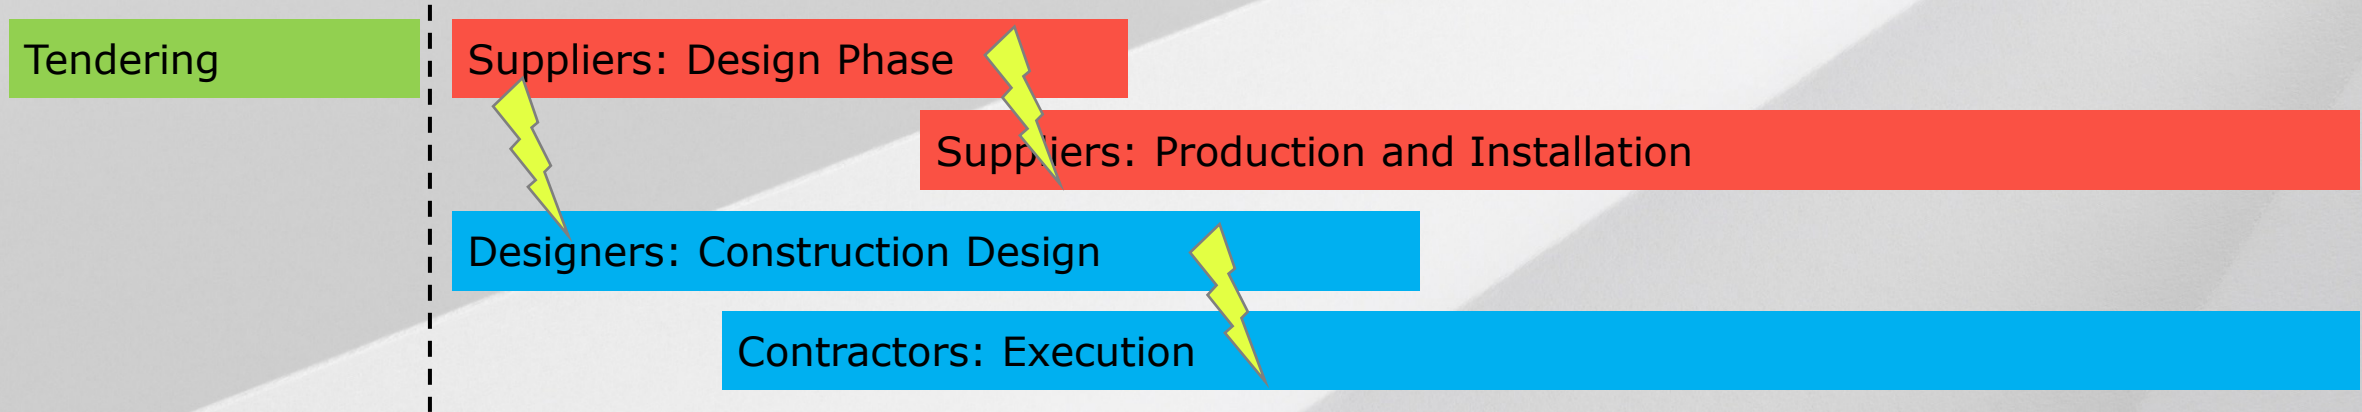 Tendering
Suppliers: Design Phase
Suppliers: Production and Installation
Designers: Construction Design
Contractors: Execution